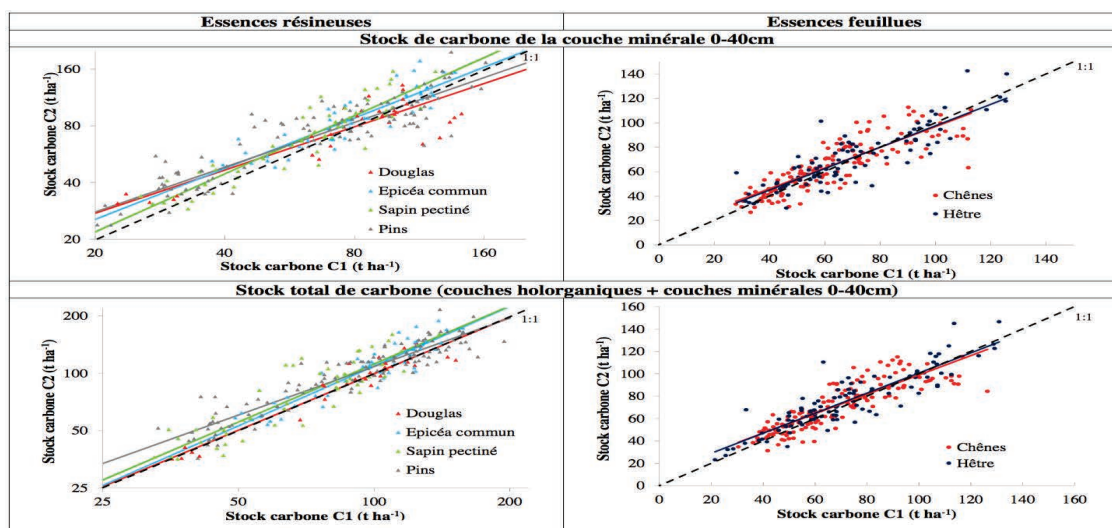 Essences résineuses
Essences feuillues
Stock de carbone de la couche minérale 0-40cm
Stock carbone C2 (t ha⁻¹)
160
80
40
20
20
40
80
160
Stock carbone C1 (t ha⁻¹)
1:1
Douglas
Epicéa commun
Sapin pectiné
Pins
Stock carbone C2 (t ha⁻¹)
140
120
100
80
60
40
20
0
0
20
40
60
80
100
120
140
Stock carbone C1 (t ha⁻¹)
1:1
Chênes
Hêtre
Stock total de carbone (couches holorganiques + couches minérales 0-40cm)
Stock carbone C2 (t ha⁻¹)
200
100
50
25
25
50
100
200
Stock carbone C1 (t ha⁻¹)
1:1
Douglas
Epicéa commun
Sapin pectiné
Pins
Stock carbone C2 (t ha⁻¹)
160
140
120
100
80
60
40
20
0
0
20
40
60
80
100
120
140
160
Stock carbone C1 (t ha⁻¹)
1:1
Chênes
Hêtre